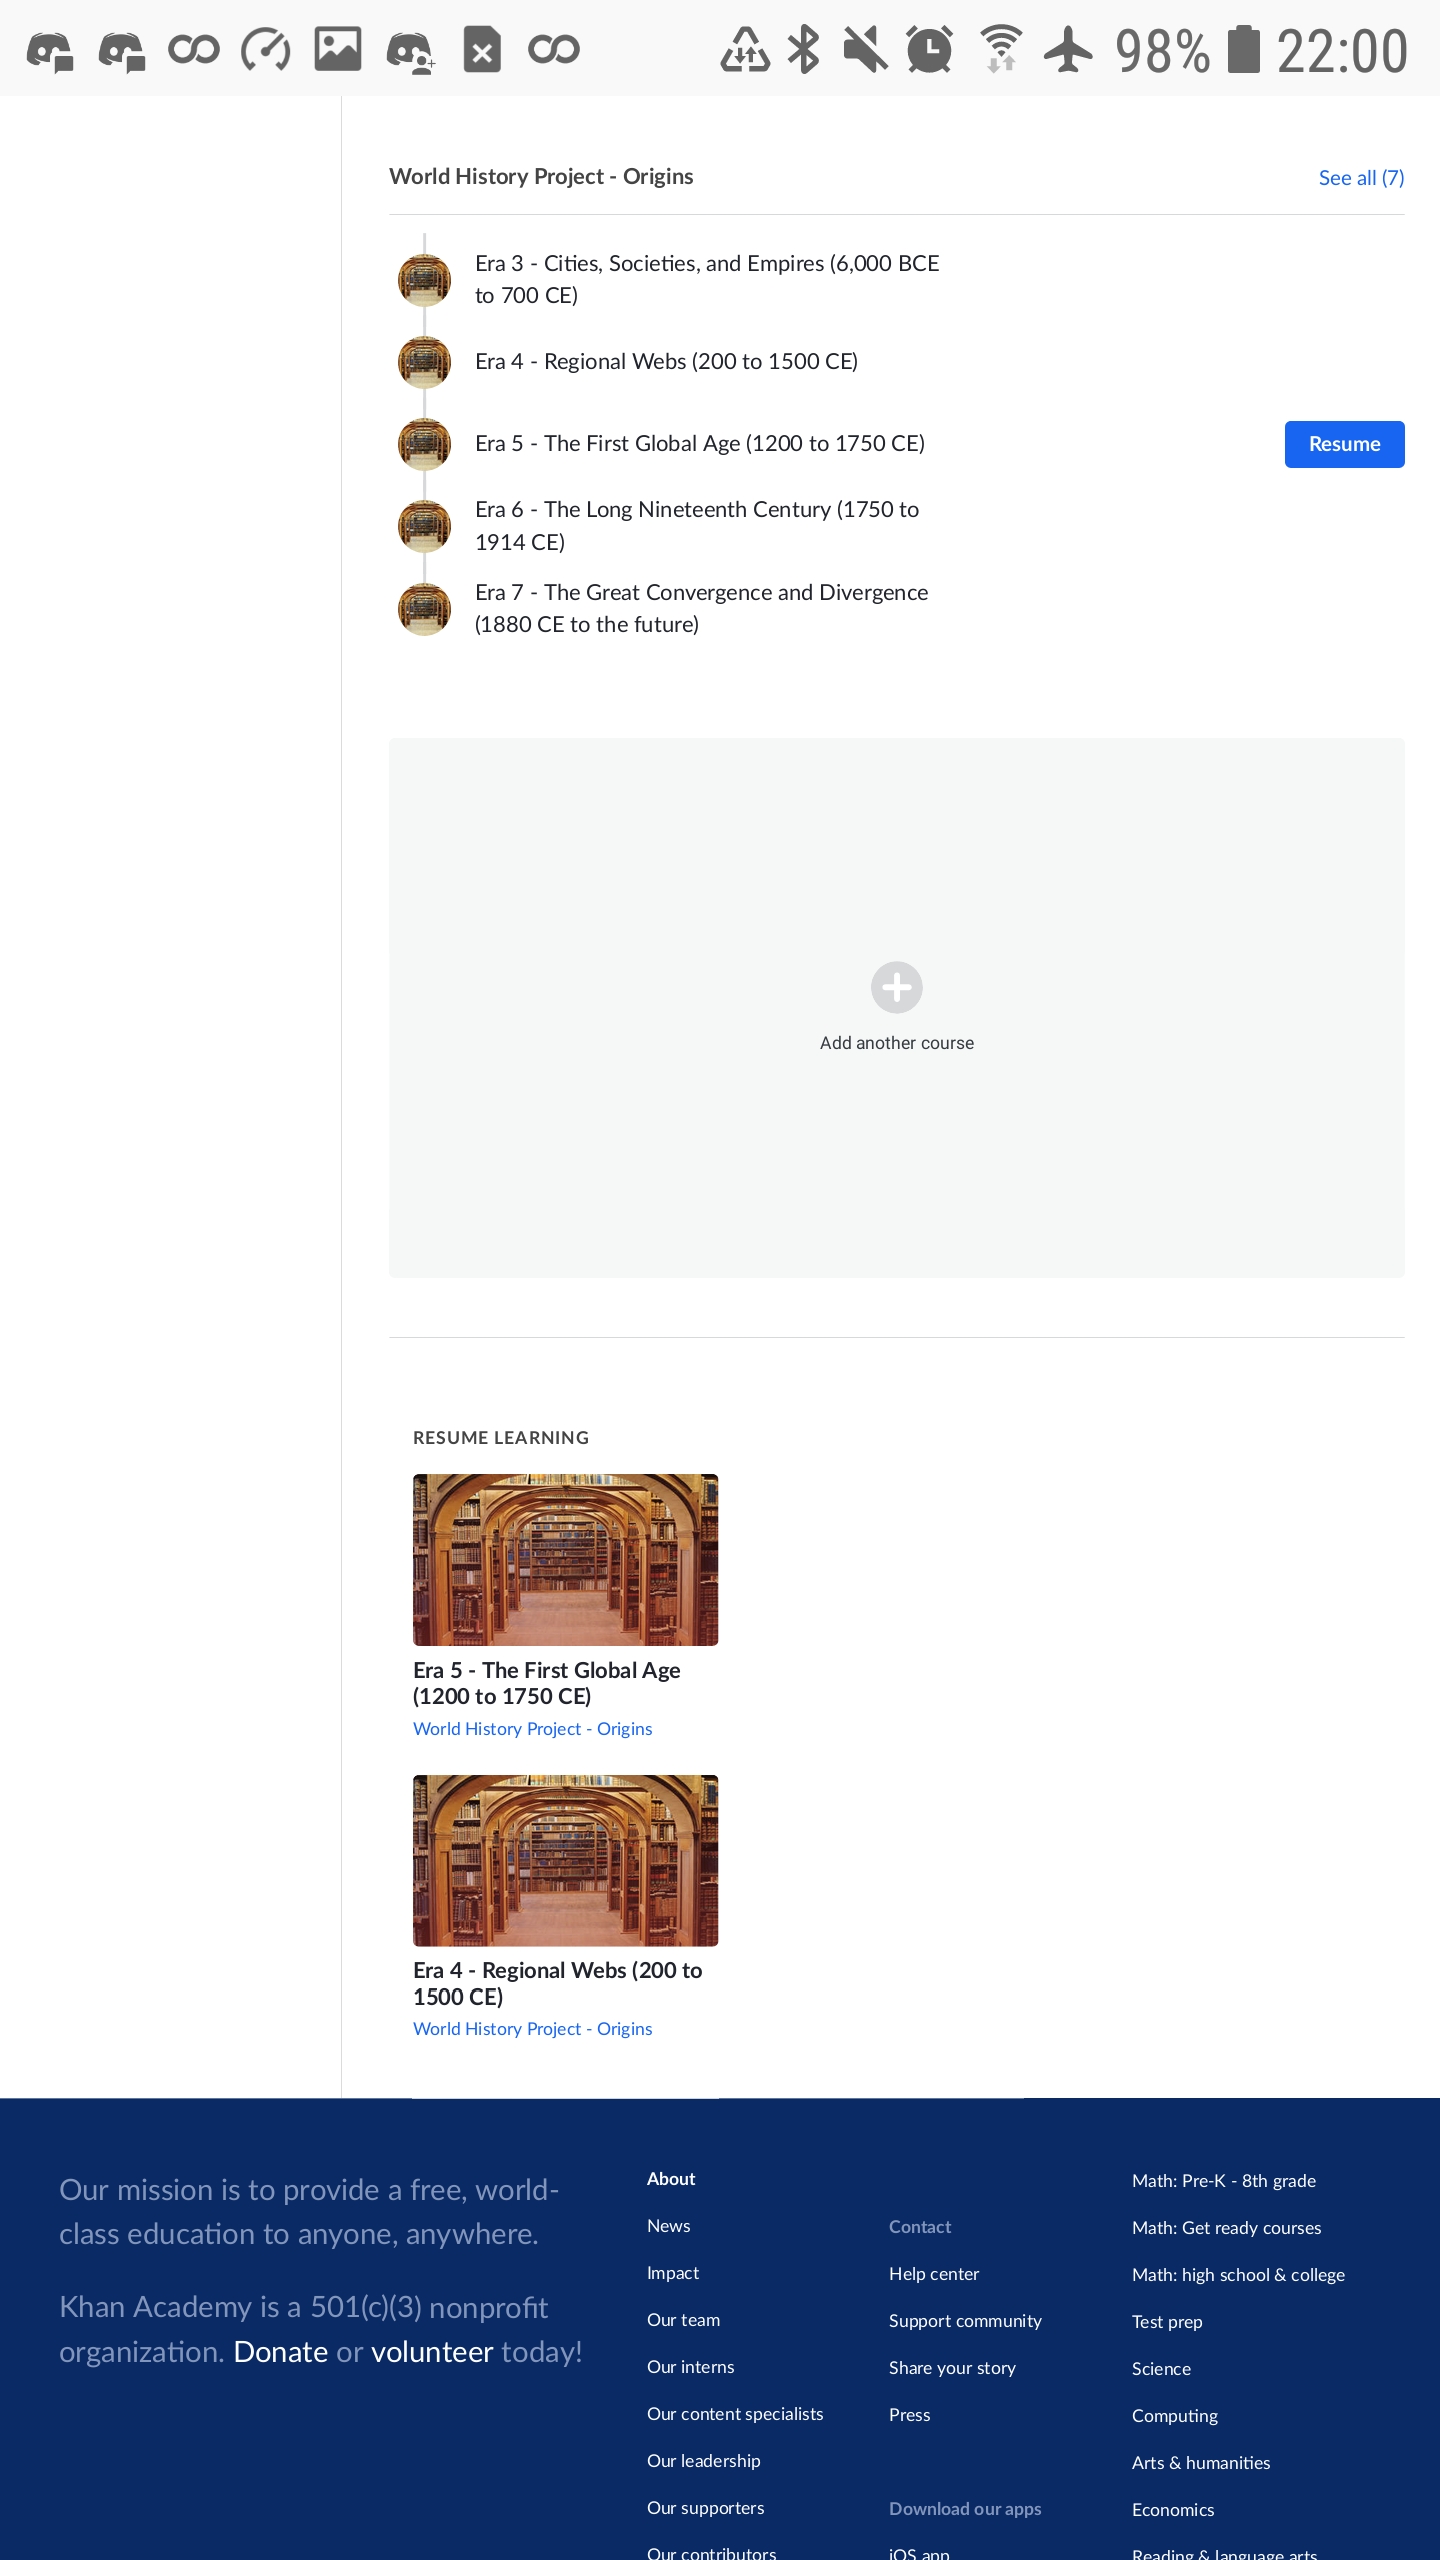 98% 22:00
World History Project - Origins
See all (7)
Era 3 - Cities, Societies, and Empires (6,000 BCE
to 700 CE)
Era 4 - Regional Webs (200 to 1500 CE)
Era 5 - The First Global Age (1200 to 1750 CE)
Resume
Era 6 - The Long Nineteenth Century (1750 to
1914 CE)
Era 7 - The Great Convergence and Divergence
(1880 CE to the future)
Add another course
RESUME LEARNING
Era 5 - The First Global Age
(1200 to 1750 CE)
World History Project - Origins
Era 4 - Regional Webs (200 to
1500 CE)
World History Project - Origins
Our mission is to provide a free, world-
class education to anyone, anywhere.
Khan Academy is a 501(c)(3) nonprofit
organization. Donate or volunteer today!
About
News
Impact
Our team
Our interns
Our content specialists
Our leadership
Our supporters
Our contributors
Contact
Help center
Support community
Share your story
Press
Download our apps
iOS app
Math: Pre-K - 8th grade
Math: Get ready courses
Math: high school & college
Test prep
Science
Computing
Arts & humanities
Economics
Reading & language arts